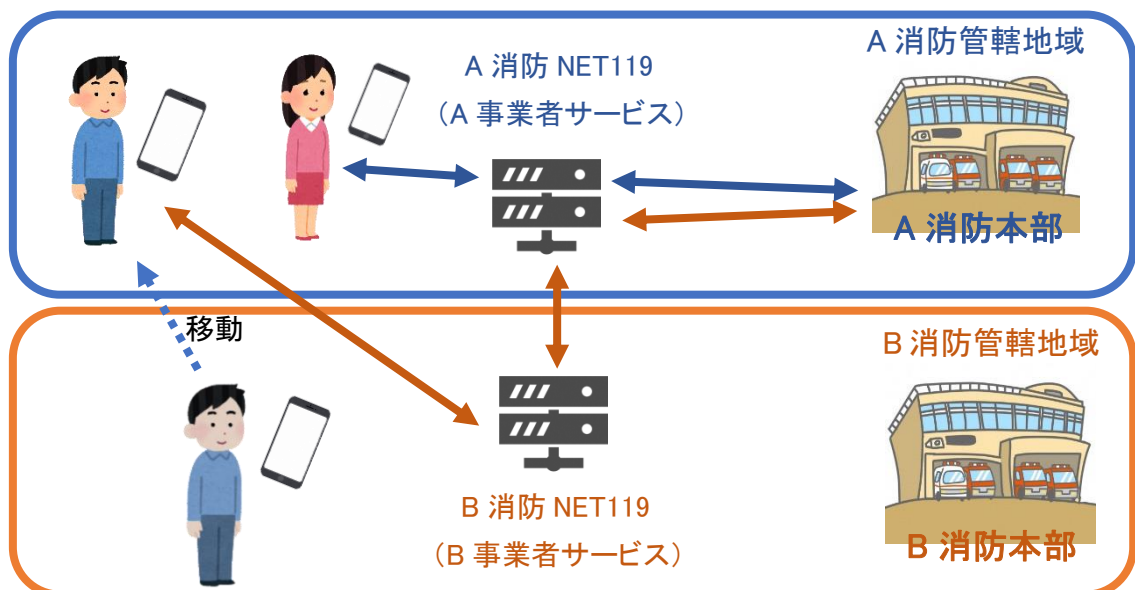 A 消防 NET119
（A 事業者サービス）
A 消防管轄地域
A 消防本部
移動
B 消防管轄地域
B 消防 NET119
（B 事業者サービス）
B 消防本部